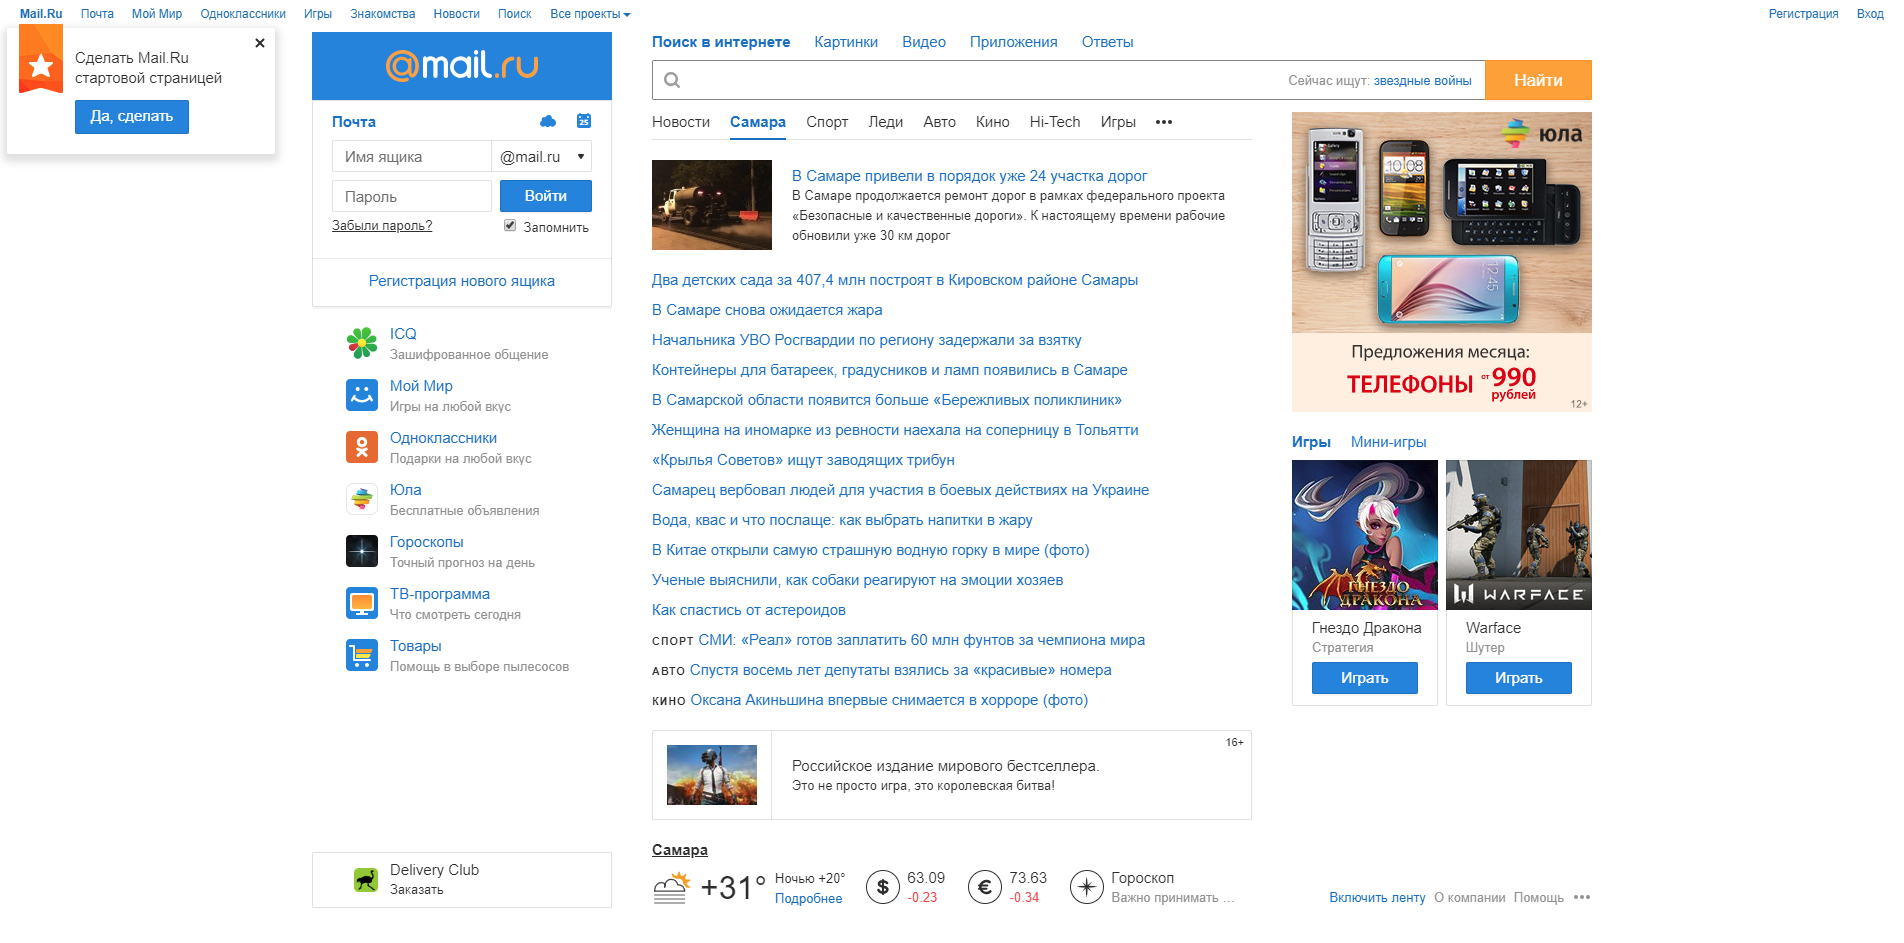 Mail.Ru Почта Мой Мир Одноклассники Игры Знакомства Новости Поиск Все проекты Регистрация Вход
Сделать Mail.Ru
стартовой страницей
Да, сделать
@mail.ru
Почта
25
Имя ящика @mail.ru
Пароль Войти
Забыли пароль? Запомнить
Регистрация нового ящика
ICQ
Зашифрованное общение
Мой Мир
Игры на любой вкус
Одноклассники
Подарки на любой вкус
Юла
Бесплатные объявления
Гороскопы
Точный прогноз на день
ТВ-программа
Что смотреть сегодня
Товары
Помощь в выборе пылесосов
Delivery Club
Заказать
Поиск в интернете Картинки Видео Приложения Ответы
Сейчас ищут: звездные войны Найти
Новости Самара Спорт Леди Авто Кино Hi-Tech Игры •••
В Самаре привели в порядок уже 24 участка дорог
В Самаре продолжается ремонт дорог в рамках федерального проекта
«Безопасные и качественные дороги». К настоящему времени рабочие
обновили уже 30 км дорог
Два детских сада за 407,4 млн построят в Кировском районе Самары
В Самаре снова ожидается жара
Начальника УВО Росгвардии по региону задержали за взятку
Контейнеры для батареек, градусников и ламп появились в Самаре
В Самарской области появится больше «Бережливых поликлиник»
Женщина на иномарке из ревности наехала на соперницу в Тольятти
«Крылья Советов» ищут заводящих трибун
Самарец вербовал людей для участия в боевых действиях на Украине
Вода, квас и что послаще: как выбрать напитки в жару
В Китае открыли самую страшную водную горку в мире (фото)
Ученые выяснили, как собаки реагируют на эмоции хозяев
Как спастись от астероидов
СПОРТ СМИ: «Реал» готов заплатить 60 млн фунтов за чемпиона мира
АВТО Спустя восемь лет депутаты взялись за «красивые» номера
КИНО Оксана Акиньшина впервые снимается в хорроре (фото)
16+
Российское издание мирового бестселлера.
Это не просто игра, это королевская битва!
Самара
+31° Ночью +20° Подробнее
$ 63.09 -0.23
€ 73.63 -0.34
Гороскоп
Важно принимать ...
юла
10:08
12:45
Предложения месяца:
ТЕЛЕФОНЫ от 990 рублей
12+
Игры Мини-игры
ГНЕЗДО ДРАКОНА
WARFACE
Гнездо Дракона
Стратегия
Играть
Warface
Шутер
Играть
Включить ленту О компании Помощь •••